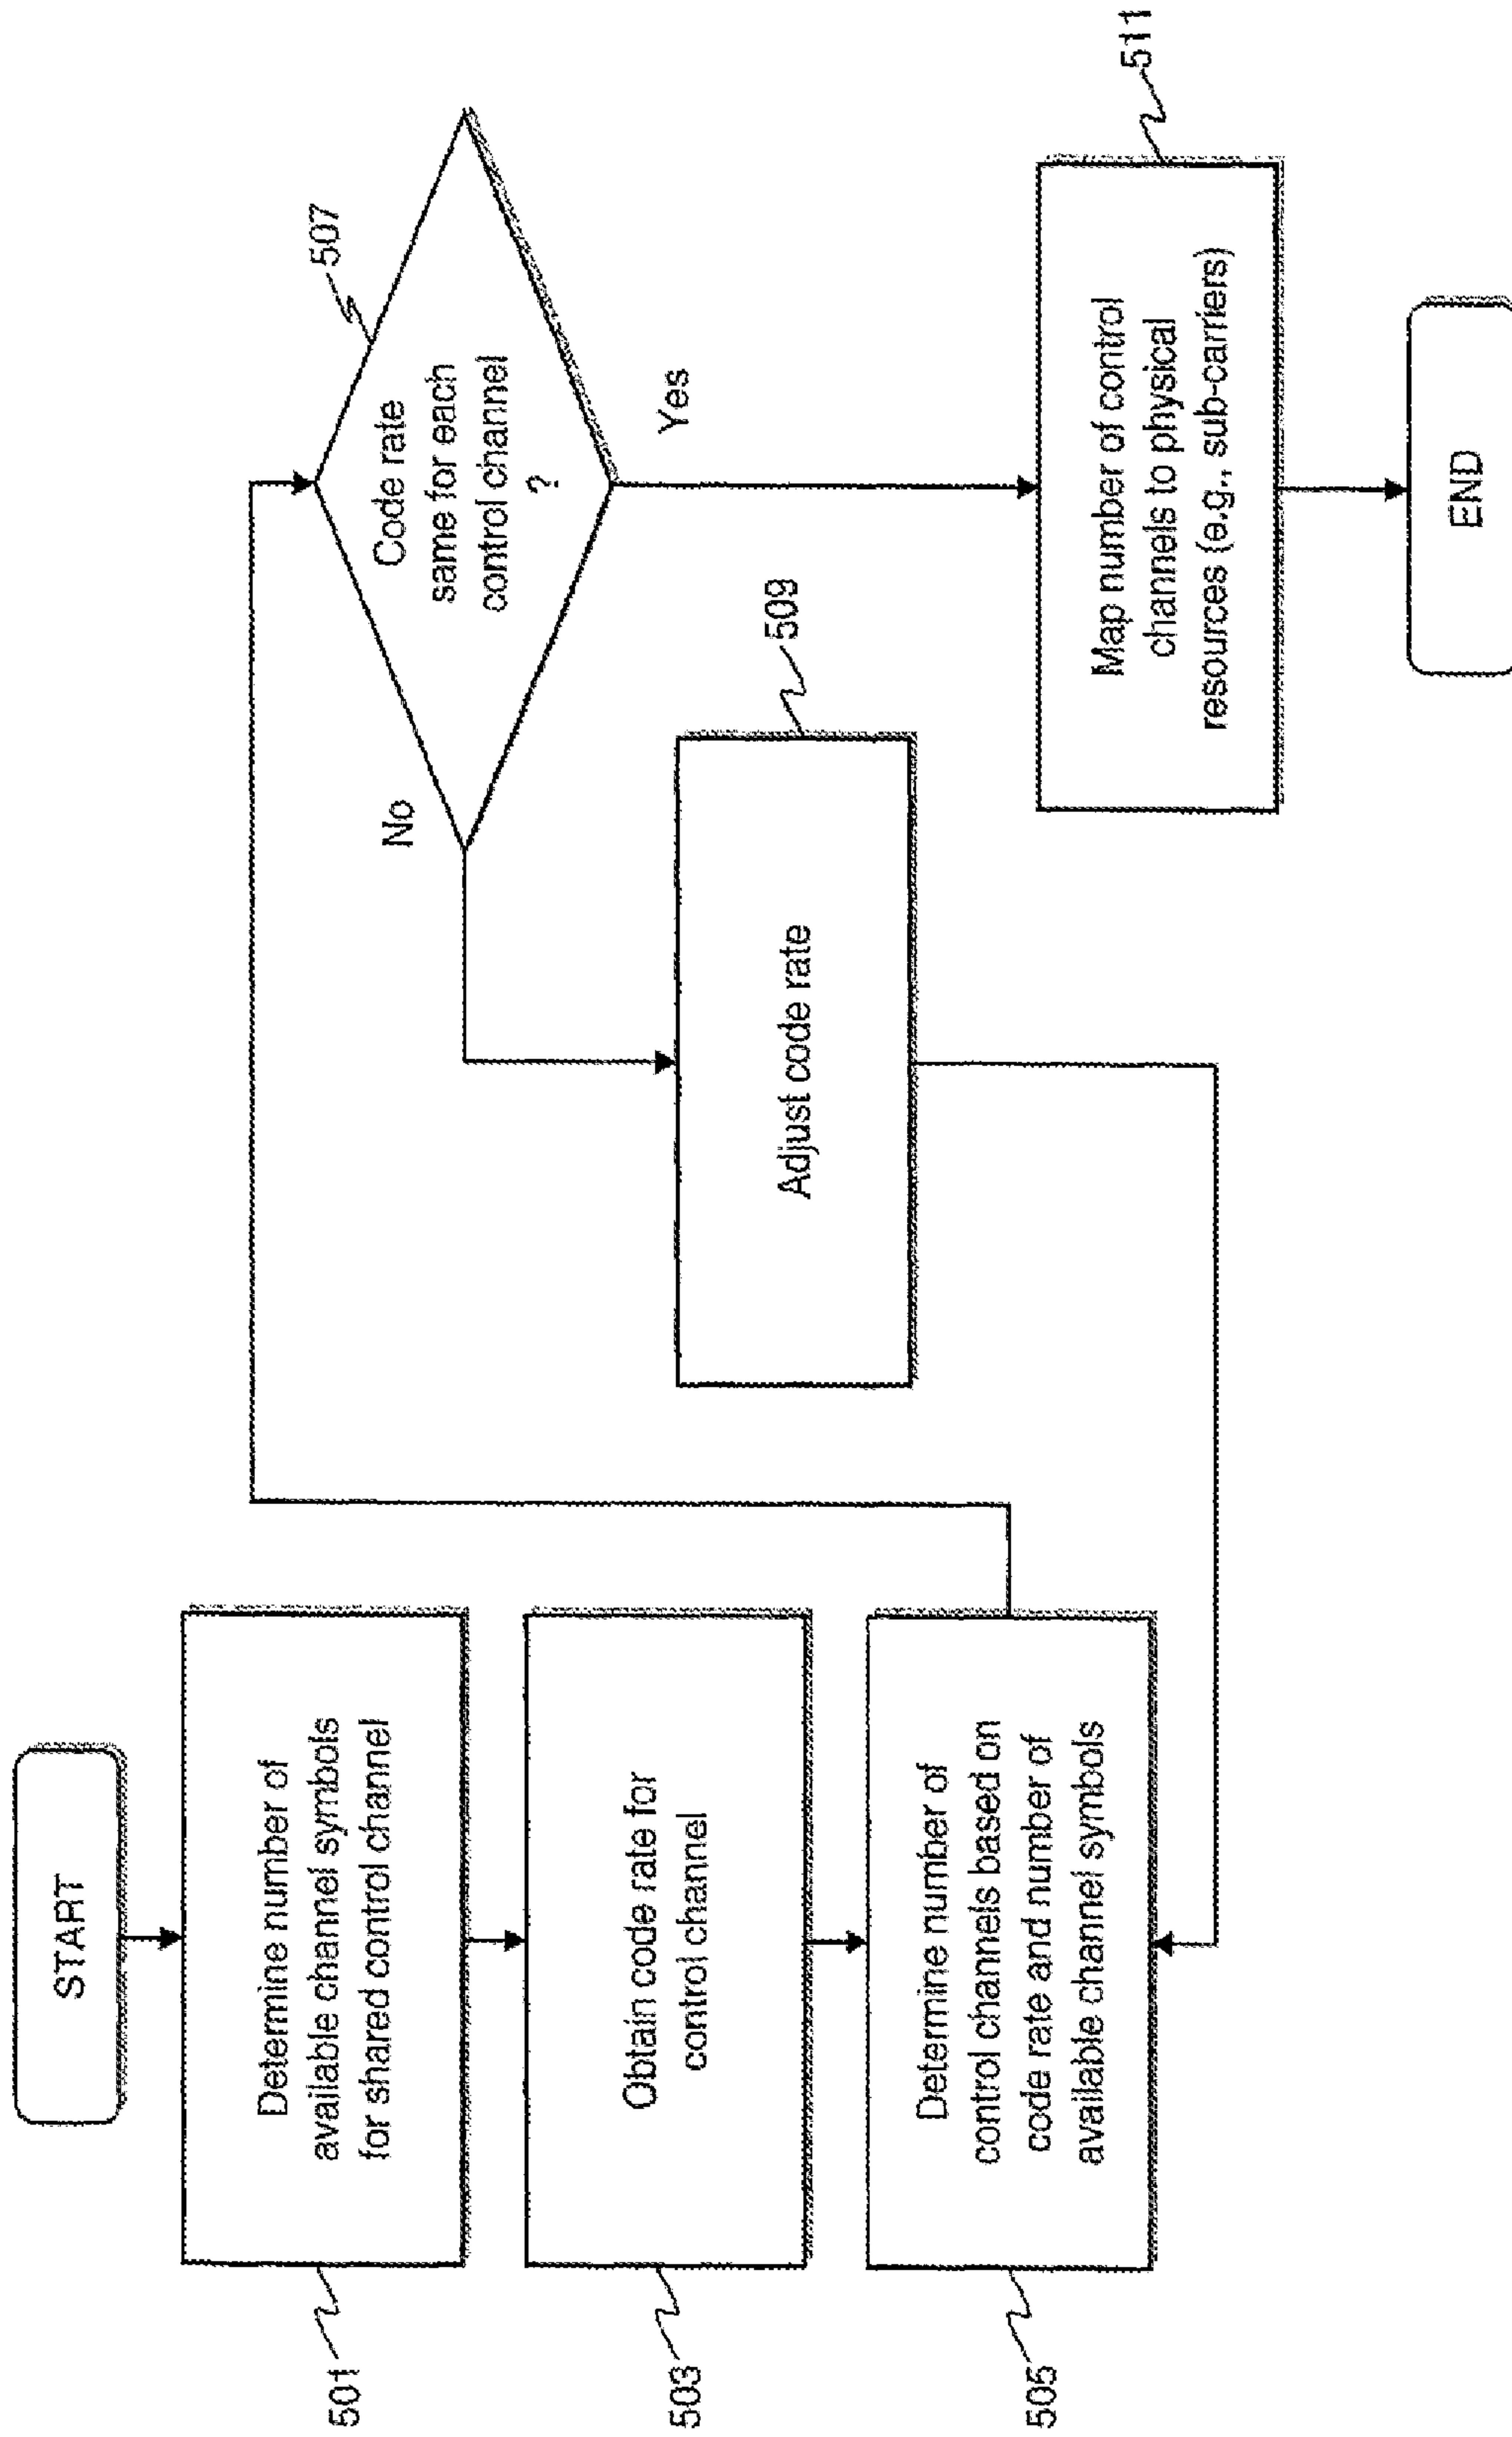 START
Determine number of
available channel symbols
for shared control channel
501
Obtain code rate for
control channel
503
Determine number of
control channels based on
code rate and number of
available channel symbols
505
Code rate
same for each
control channel
?
507
No
Yes
Adjust code rate
509
Map number of control
channels to physical
resources (e.g., sub-carriers)
511
END